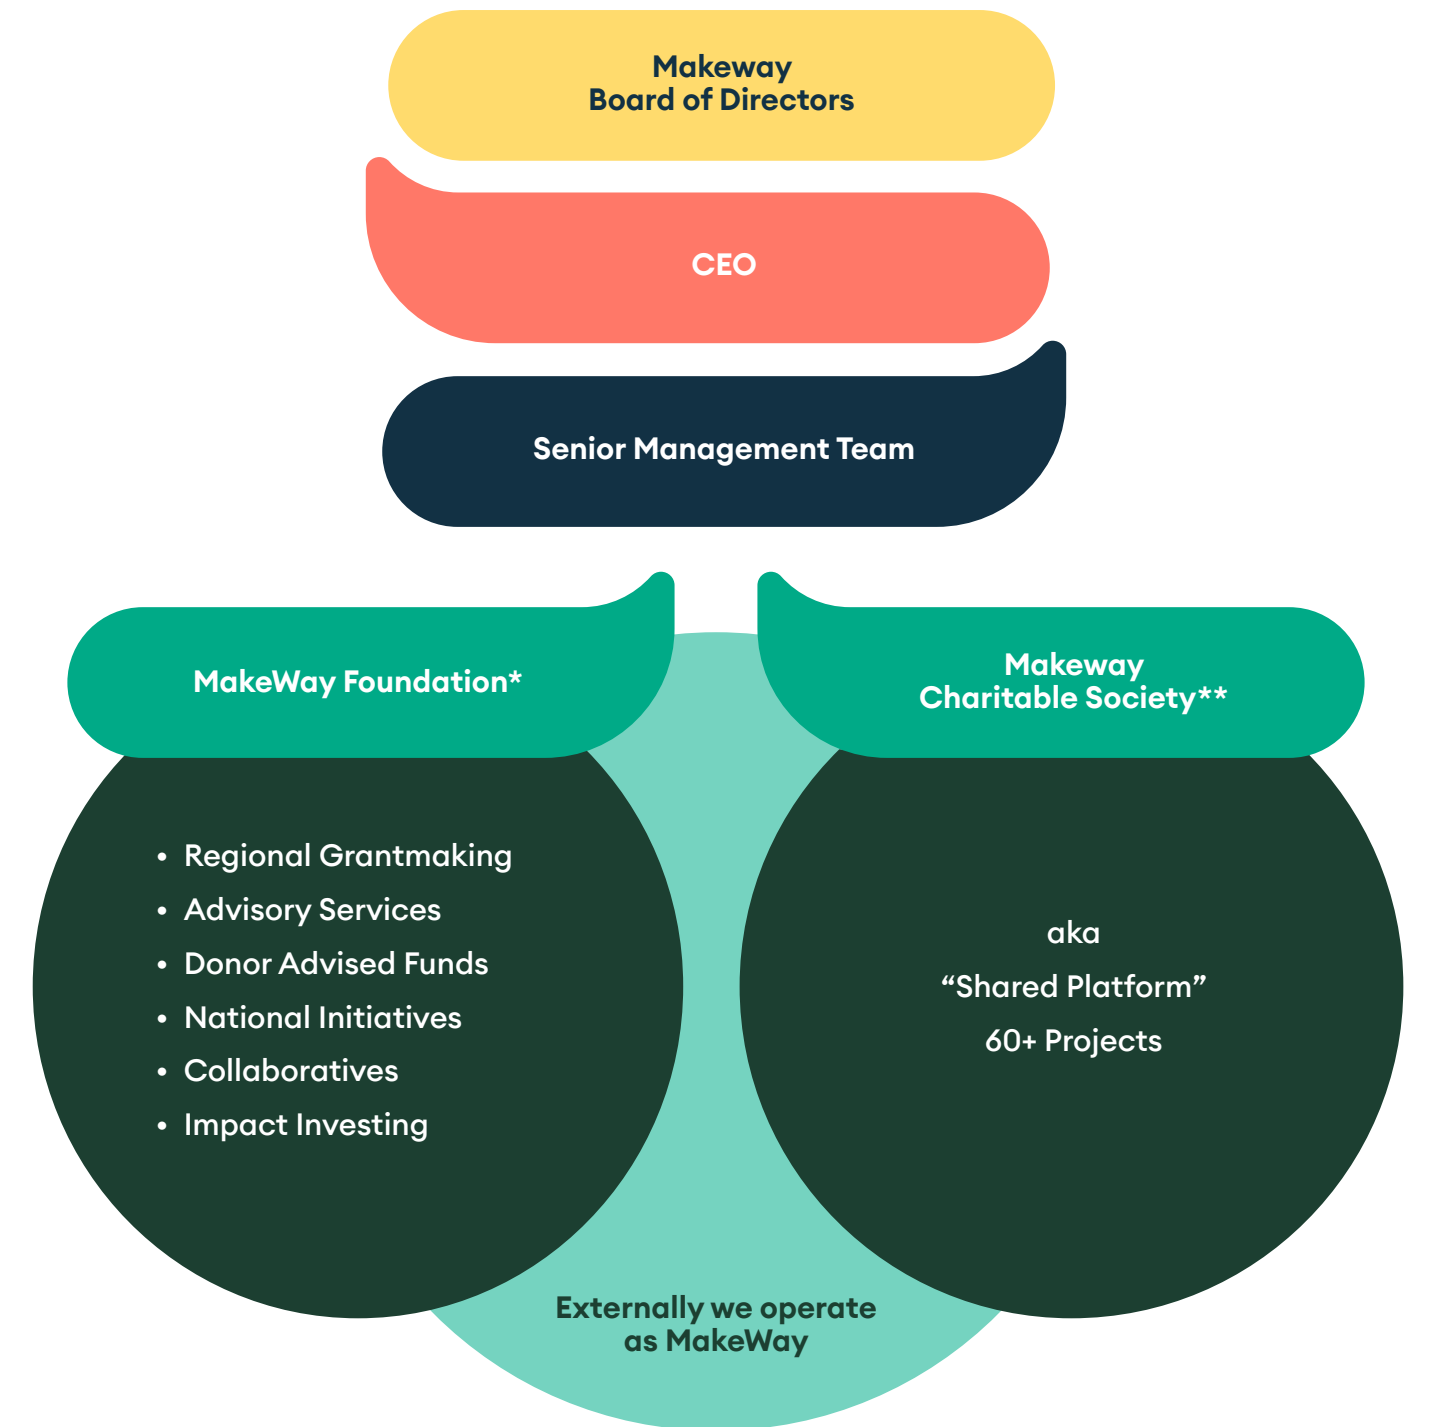 Makeway
Board of Directors
CEO
Senior Management Team
MakeWay Foundation*
Makeway
Charitable Society**
• Regional Grantmaking
• Advisory Services
• Donor Advised Funds
• National Initiatives
• Collaboratives
• Impact Investing
aka
“Shared Platform”
60+ Projects
Externally we operate
as MakeWay